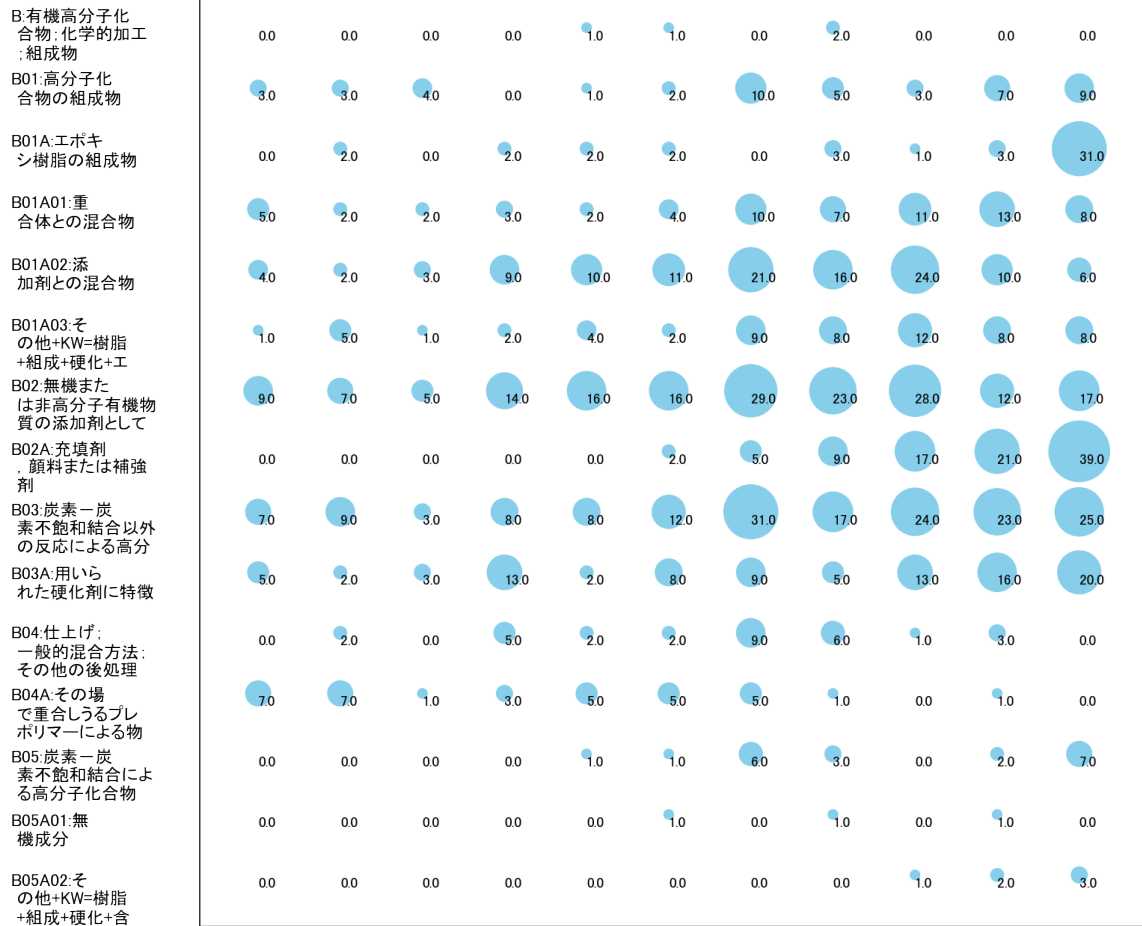 B:有機高分子化
合物;化学的加工
;組成物
0.0 0.0 0.0 0.0 1.0 1.0 0.0 2.0 0.0 0.0 0.0
B01:高分子化
合物の組成物
3.0 3.0 4.0 0.0 1.0 2.0 10.0 5.0 3.0 7.0 9.0
B01A:エポキ
シ樹脂の組成物
0.0 2.0 0.0 2.0 2.0 2.0 0.0 3.0 1.0 3.0 31.0
B01A01:重
合体との混合物
5.0 2.0 2.0 3.0 2.0 4.0 10.0 7.0 11.0 13.0 8.0
B01A02:添
加剤との混合物
4.0 2.0 3.0 9.0 10.0 11.0 21.0 16.0 24.0 10.0 6.0
B01A03:そ
の他+KW=樹脂
+組成+硬化+エ
1.0 5.0 1.0 2.0 4.0 2.0 9.0 8.0 12.0 8.0 8.0
B02:無機また
は非高分子有機物
質の添加剤として
9.0 7.0 5.0 14.0 16.0 16.0 29.0 23.0 28.0 12.0 17.0
B02A:充填剤
,顔料または補強
剤
0.0 0.0 0.0 0.0 0.0 2.0 5.0 9.0 17.0 21.0 39.0
B03:炭素-炭
素不飽和結合以外
の反応による高分
7.0 9.0 3.0 8.0 8.0 12.0 31.0 17.0 24.0 23.0 25.0
B03A:用いら
れた硬化剤に特徴
5.0 2.0 3.0 13.0 2.0 8.0 9.0 5.0 13.0 16.0 20.0
B04:仕上げ;
一般的混合方法;
その他の後処理
0.0 2.0 0.0 5.0 2.0 2.0 9.0 6.0 1.0 3.0 0.0
B04A:その場
で重合しうるプレ
ポリマーによる物
7.0 7.0 1.0 3.0 5.0 5.0 5.0 1.0 0.0 1.0 0.0
B05:炭素-炭
素不飽和結合によ
る高分子化合物
0.0 0.0 0.0 0.0 1.0 1.0 6.0 3.0 0.0 2.0 7.0
B05A01:無
機成分
0.0 0.0 0.0 0.0 0.0 1.0 0.0 1.0 0.0 1.0 0.0
B05A02:そ
の他+KW=樹脂
+組成+硬化+含
0.0 0.0 0.0 0.0 0.0 0.0 0.0 0.0 1.0 2.0 3.0